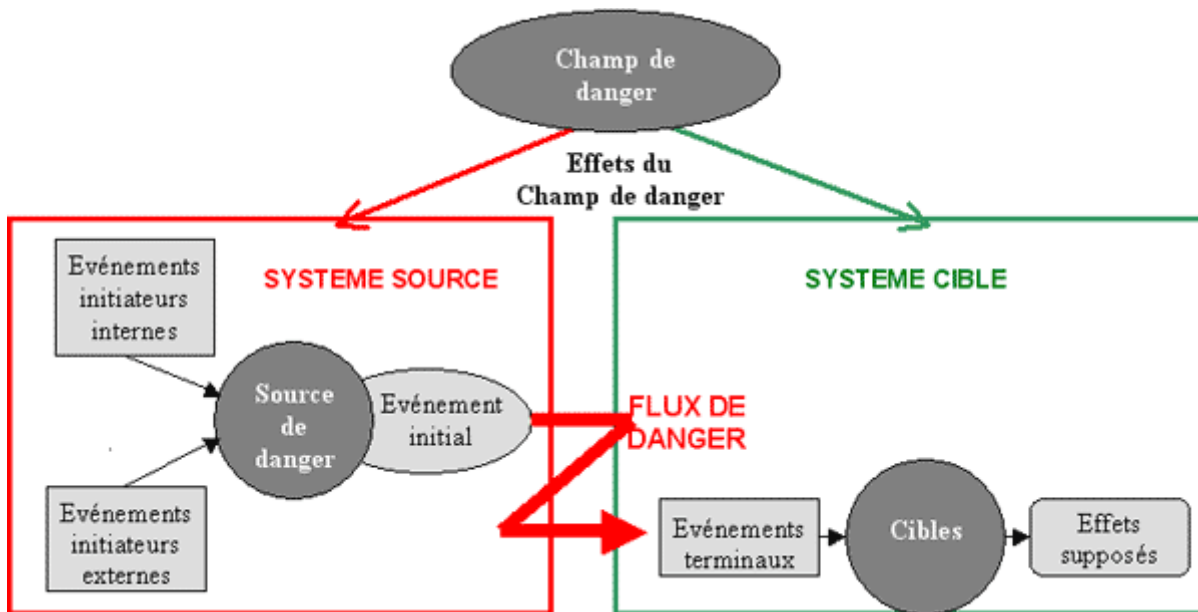 Champ de
danger
Effets du
Champ de danger
Evénements
initiateurs
internes
SYSTEME SOURCE
Source
de
danger
Evénement
initial
Evénements
initiateurs
externes
FLUX DE
DANGER
SYSTEME CIBLE
Evénements
terminaux
Cibles
Effets
supposés